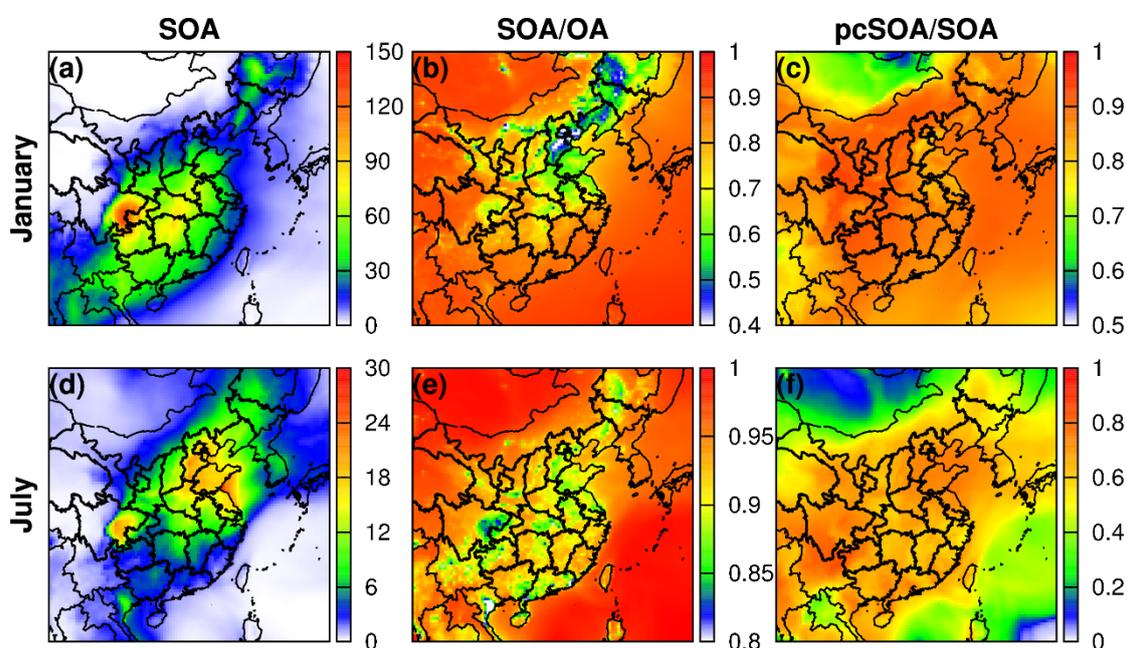 SOA SOA/OA pcSOA/SOA
January
(a) (b) (c)
150 120 90 60 30 0
1 0.9 0.8 0.7 0.6 0.5 0.4
1 0.9 0.8 0.7 0.6 0.5
July
(d) (e) (f)
30 24 18 12 6 0
1 0.95 0.9 0.85 0.8
1 0.8 0.6 0.4 0.2 0